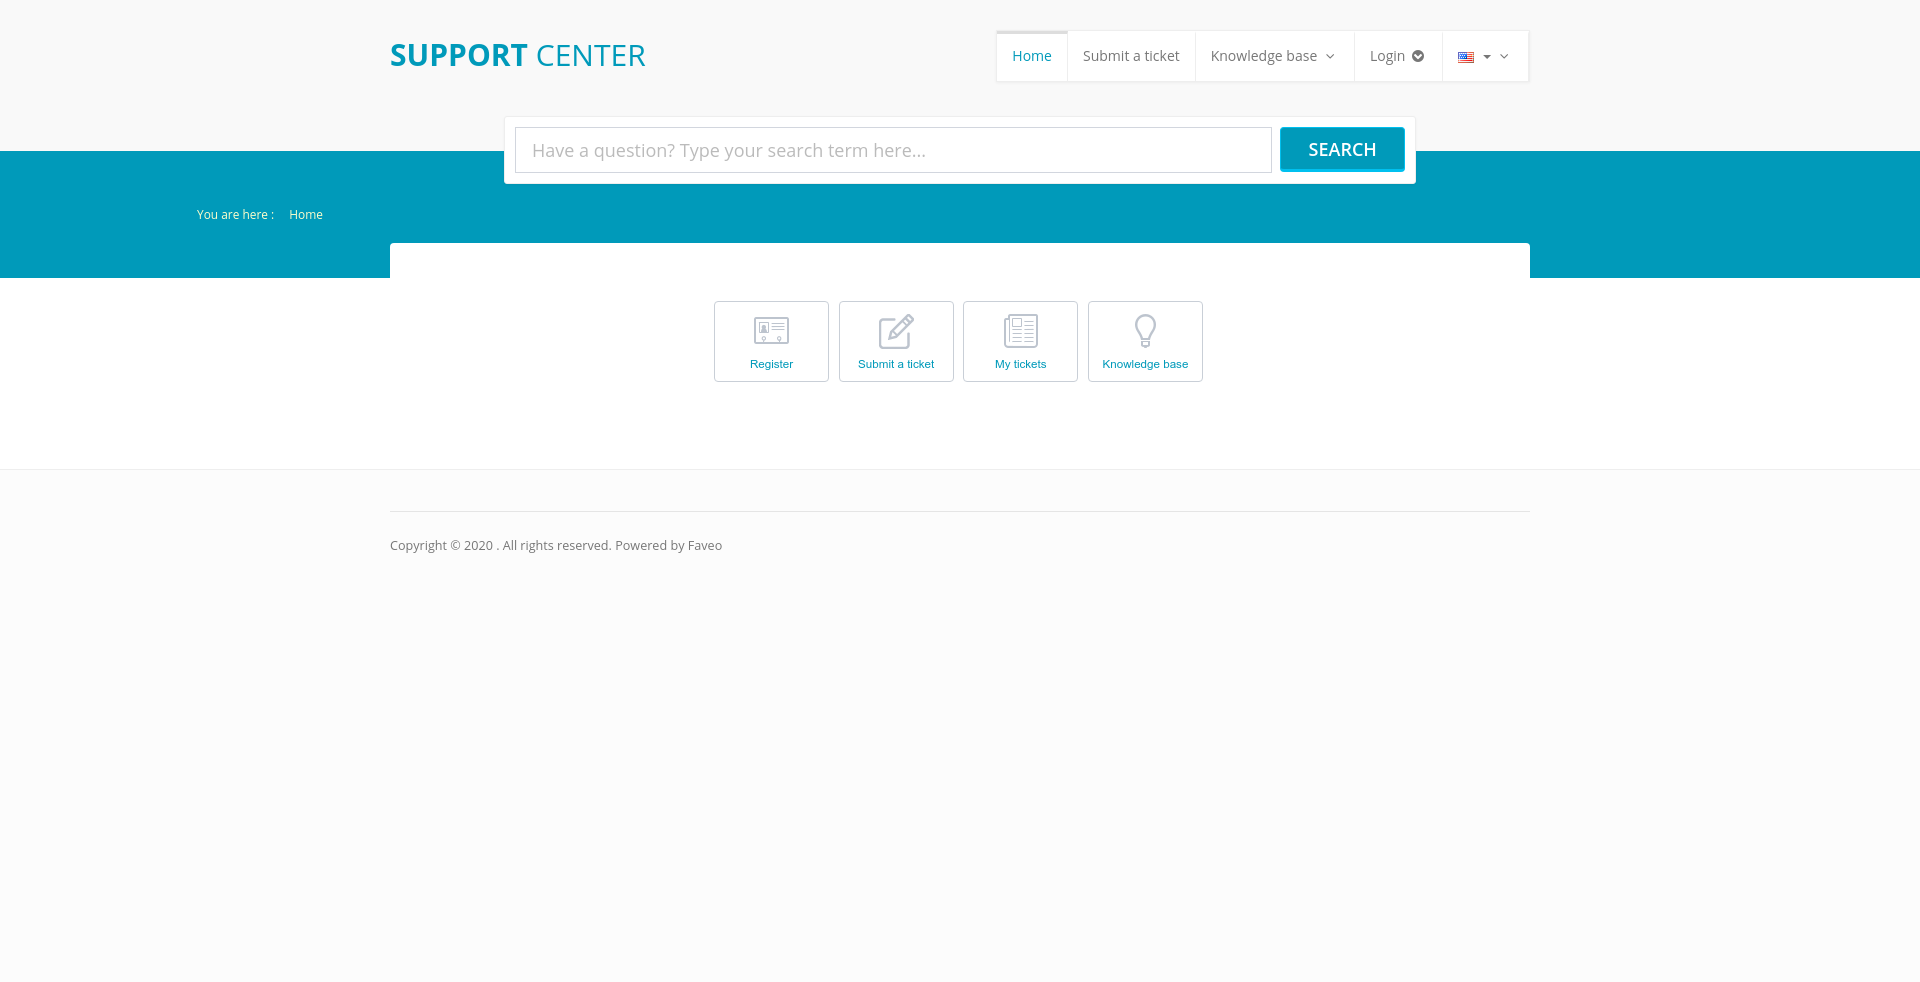 SUPPORT CENTER
Home
Submit a ticket
Knowledge base
Login
Have a question? Type your search term here...
SEARCH
You are here : Home
Register
Submit a ticket
My tickets
Knowledge base
Copyright © 2020 . All rights reserved. Powered by Faveo